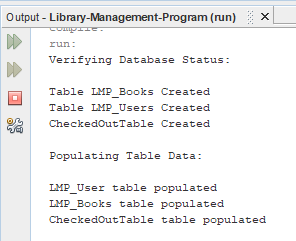 Output - Library-Management-Program (run)
compile:
run:
Verifying Database Status:
Table LMP_Books Created
Table LMP_Users Created
CheckedOutTable Created
Populating Table Data:
LMP_User table populated
LMP_Books table populated
CheckedOutTable table populated